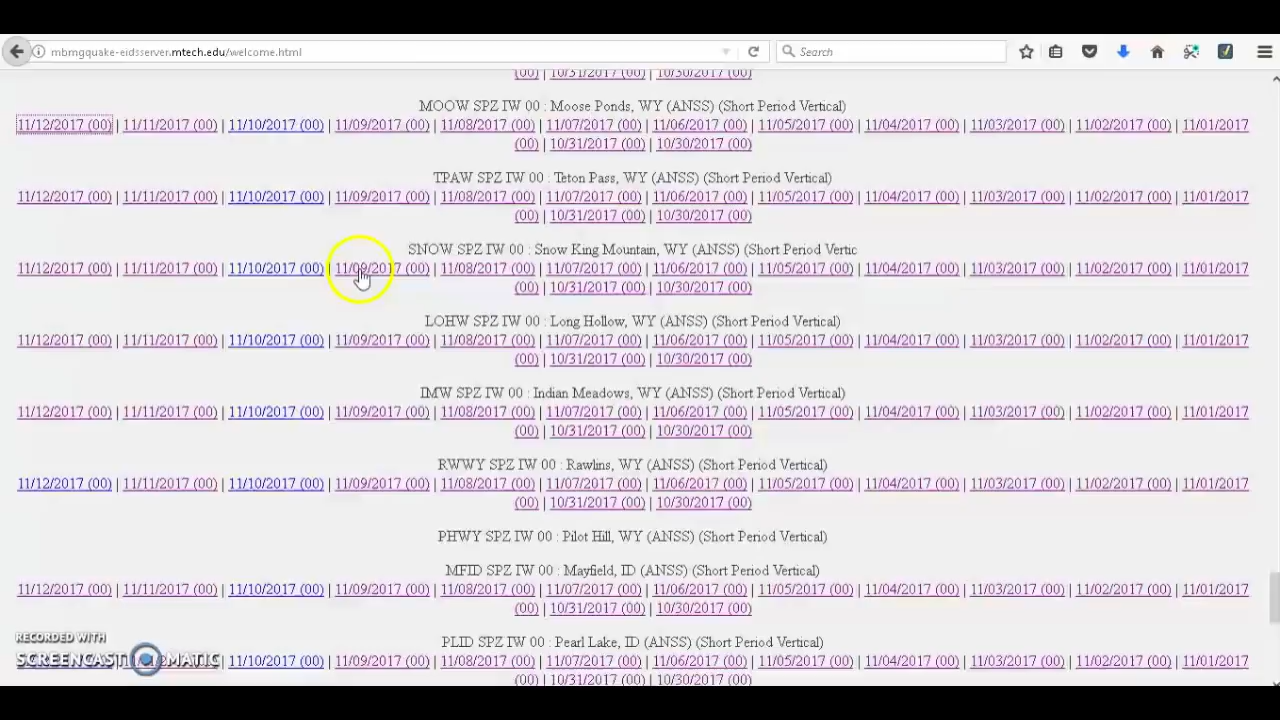 mbmgquake-eidsserver.mtech.edu/welcome.html Search
(00) | 10/31/2017 (00) | 10/30/2017 (00)
MOOW SPZ IW 00 : Moose Ponds, WY (ANSS) (Short Period Vertical)
11/12/2017 (00) | 11/11/2017 (00) | 11/10/2017 (00) | 11/09/2017 (00) | 11/08/2017 (00) | 11/07/2017 (00) | 11/06/2017 (00) | 11/05/2017 (00) | 11/04/2017 (00) | 11/03/2017 (00) | 11/02/2017 (00) | 11/01/2017
(00) | 10/31/2017 (00) | 10/30/2017 (00)
TPAW SPZ IW 00 : Teton Pass, WY (ANSS) (Short Period Vertical)
11/12/2017 (00) | 11/11/2017 (00) | 11/10/2017 (00) | 11/09/2017 (00) | 11/08/2017 (00) | 11/07/2017 (00) | 11/06/2017 (00) | 11/05/2017 (00) | 11/04/2017 (00) | 11/03/2017 (00) | 11/02/2017 (00) | 11/01/2017
(00) | 10/31/2017 (00) | 10/30/2017 (00)
SNOW SPZ IW 00 : Snow King Mountain, WY (ANSS) (Short Period Vertic
11/12/2017 (00) | 11/11/2017 (00) | 11/10/2017 (00) | 11/09/2017 (00) | 11/08/2017 (00) | 11/07/2017 (00) | 11/06/2017 (00) | 11/05/2017 (00) | 11/04/2017 (00) | 11/03/2017 (00) | 11/02/2017 (00) | 11/01/2017
(00) | 10/31/2017 (00) | 10/30/2017 (00)
LOHW SPZ IW 00 : Long Hollow, WY (ANSS) (Short Period Vertical)
11/12/2017 (00) | 11/11/2017 (00) | 11/10/2017 (00) | 11/09/2017 (00) | 11/08/2017 (00) | 11/07/2017 (00) | 11/06/2017 (00) | 11/05/2017 (00) | 11/04/2017 (00) | 11/03/2017 (00) | 11/02/2017 (00) | 11/01/2017
(00) | 10/31/2017 (00) | 10/30/2017 (00)
IMW SPZ IW 00 : Indian Meadows, WY (ANSS) (Short Period Vertical)
11/12/2017 (00) | 11/11/2017 (00) | 11/10/2017 (00) | 11/09/2017 (00) | 11/08/2017 (00) | 11/07/2017 (00) | 11/06/2017 (00) | 11/05/2017 (00) | 11/04/2017 (00) | 11/03/2017 (00) | 11/02/2017 (00) | 11/01/2017
(00) | 10/31/2017 (00) | 10/30/2017 (00)
RWWY SPZ IW 00 : Rawlins, WY (ANSS) (Short Period Vertical)
11/12/2017 (00) | 11/11/2017 (00) | 11/10/2017 (00) | 11/09/2017 (00) | 11/08/2017 (00) | 11/07/2017 (00) | 11/06/2017 (00) | 11/05/2017 (00) | 11/04/2017 (00) | 11/03/2017 (00) | 11/02/2017 (00) | 11/01/2017
(00) | 10/31/2017 (00) | 10/30/2017 (00)
PHWY SPZ IW 00 : Pilot Hill, WY (ANSS) (Short Period Vertical)
MFID SPZ IW 00 : Mayfield, ID (ANSS) (Short Period Vertical)
11/12/2017 (00) | 11/11/2017 (00) | 11/10/2017 (00) | 11/09/2017 (00) | 11/08/2017 (00) | 11/07/2017 (00) | 11/06/2017 (00) | 11/05/2017 (00) | 11/04/2017 (00) | 11/03/2017 (00) | 11/02/2017 (00) | 11/01/2017
(00) | 10/31/2017 (00) | 10/30/2017 (00)
RECORDED WITH
PLID SPZ IW 00 : Pearl Lake, ID (ANSS) (Short Period Vertical)
SCREENCAST-O-MATIC
| 11/10/2017 (00) | 11/09/2017 (00) | 11/08/2017 (00) | 11/07/2017 (00) | 11/06/2017 (00) | 11/05/2017 (00) | 11/04/2017 (00) | 11/03/2017 (00) | 11/02/2017 (00) | 11/01/2017
(00) | 10/31/2017 (00) | 10/30/2017 (00)